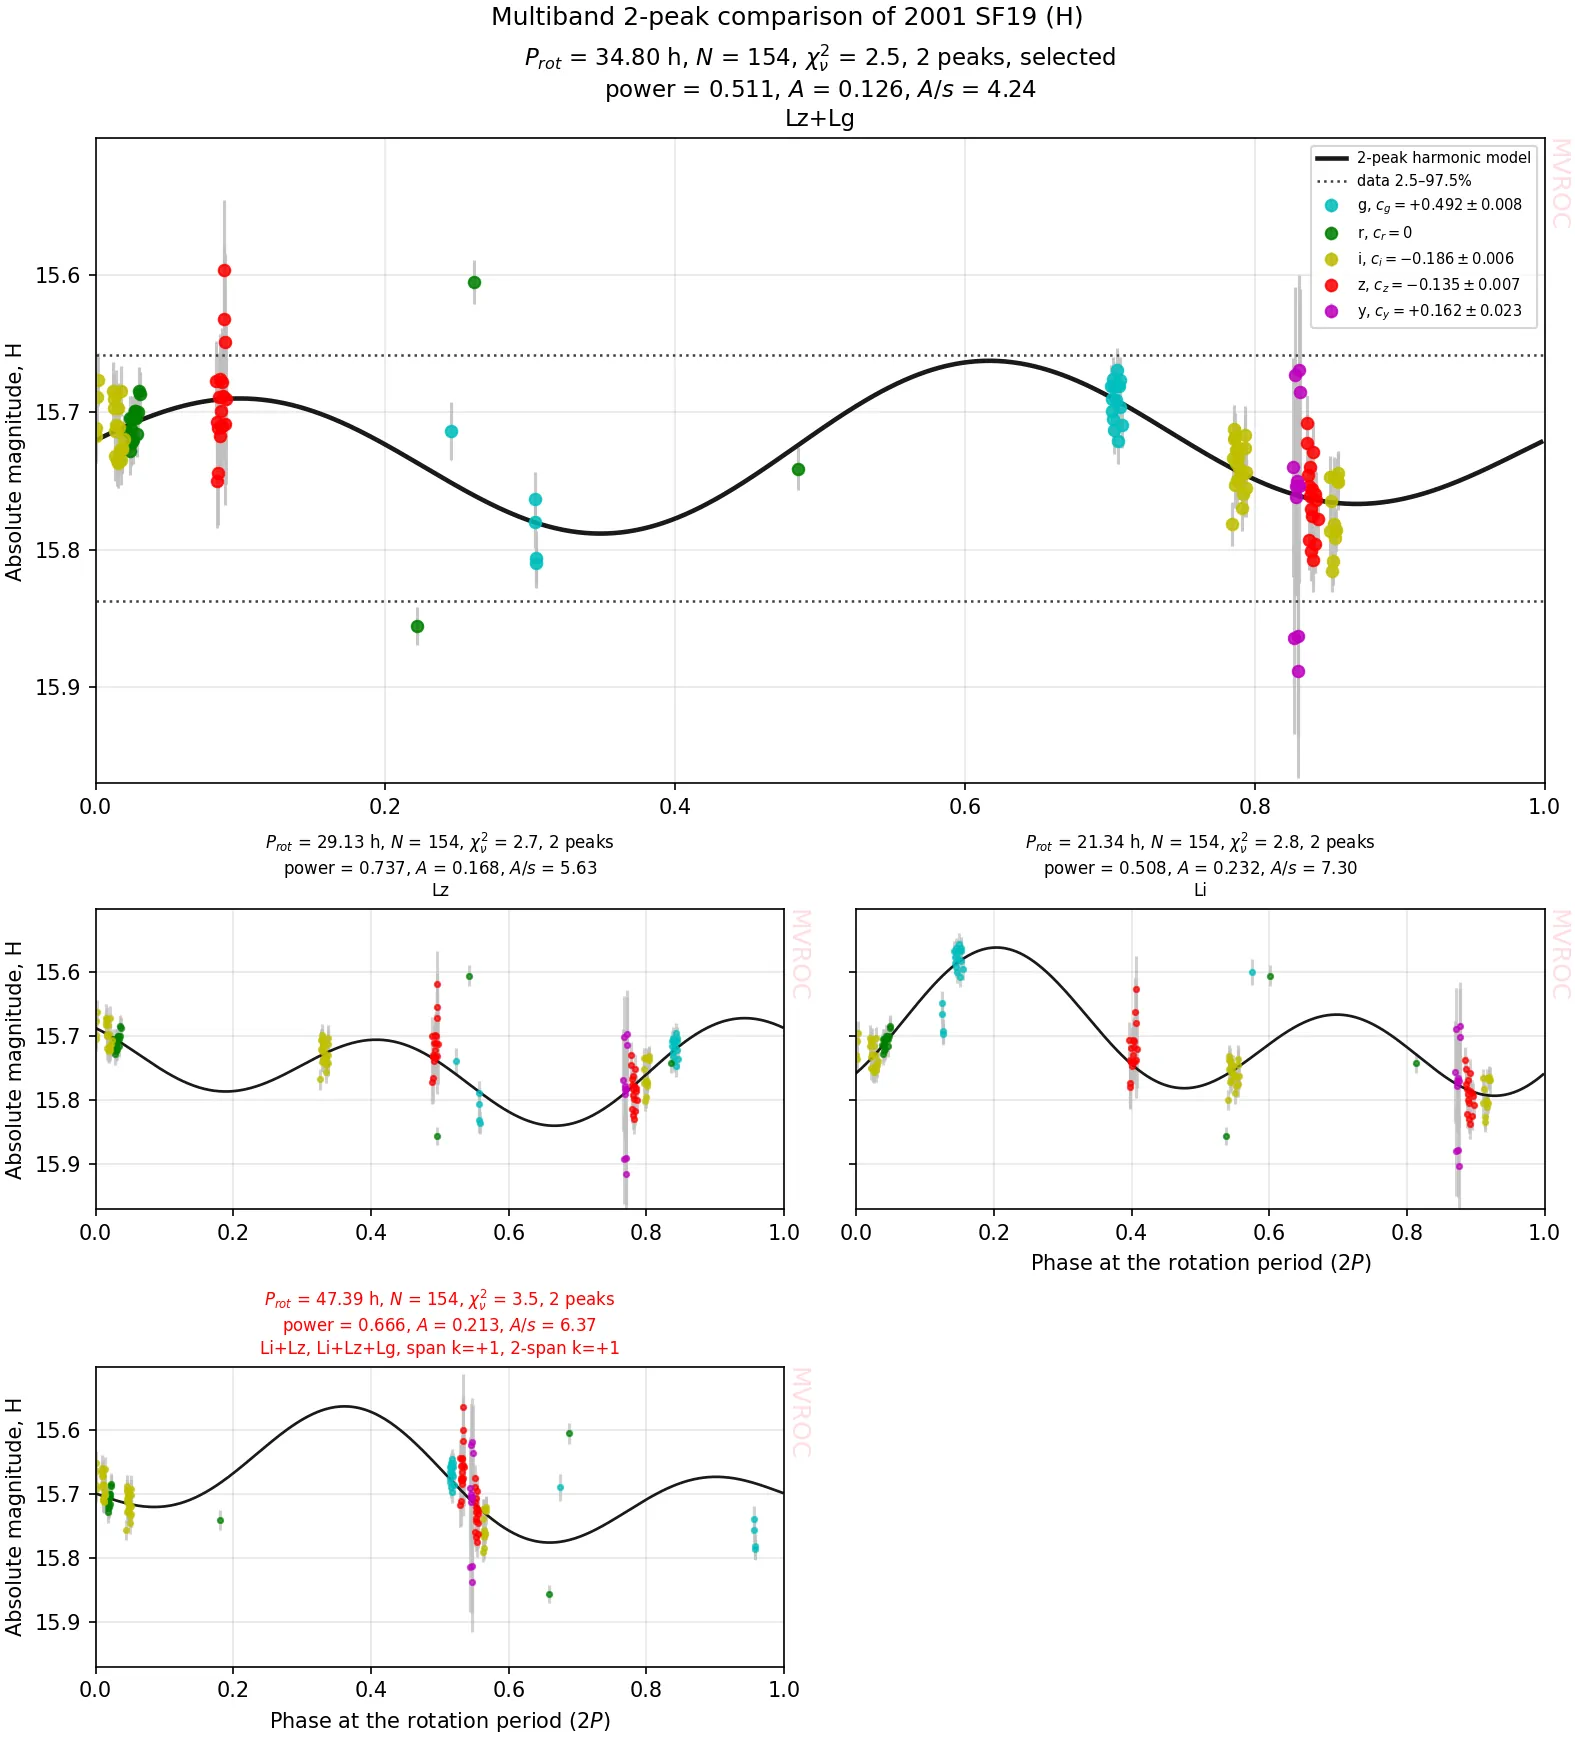 Multiband 2-peak comparison of 2001 SF19 (H)
P_rot = 34.80 h, N = 154, χ²_ν = 2.5, 2 peaks, selected
power = 0.511, A = 0.126, A/s = 4.24
Lz+Lg
MVROC
2-peak harmonic model
data 2.5–97.5%
g, c_g = +0.492 ± 0.008
r, c_r = 0
i, c_i = −0.186 ± 0.006
z, c_z = −0.135 ± 0.007
y, c_y = +0.162 ± 0.023
Absolute magnitude, H
15.6
15.7
15.8
15.9
0.0 0.2 0.4 0.6 0.8 1.0
P_rot = 29.13 h, N = 154, χ²_ν = 2.7, 2 peaks
power = 0.737, A = 0.168, A/s = 5.63
Lz
MVROC
Absolute magnitude, H
15.6
15.7
15.8
15.9
0.0 0.2 0.4 0.6 0.8 1.0
P_rot = 21.34 h, N = 154, χ²_ν = 2.8, 2 peaks
power = 0.508, A = 0.232, A/s = 7.30
Li
MVROC
0.0 0.2 0.4 0.6 0.8 1.0
Phase at the rotation period (2P)
P_rot = 47.39 h, N = 154, χ²_ν = 3.5, 2 peaks
power = 0.666, A = 0.213, A/s = 6.37
Li+Lz, Li+Lz+Lg, span k=+1, 2-span k=+1
MVROC
Absolute magnitude, H
15.6
15.7
15.8
15.9
0.0 0.2 0.4 0.6 0.8 1.0
Phase at the rotation period (2P)